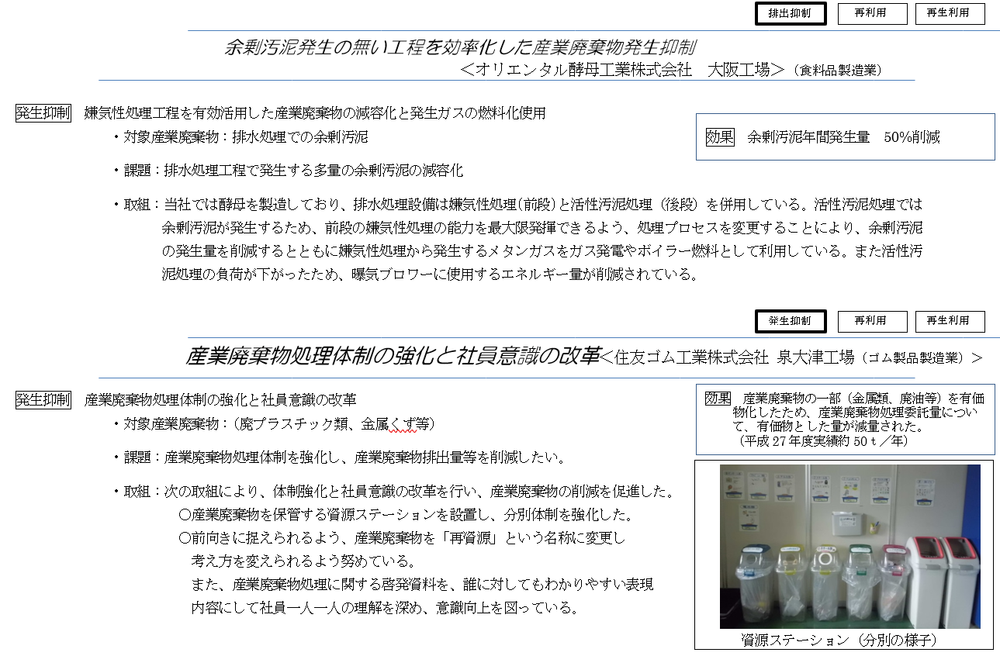 排出抑制 再利用 再生利用
余剰汚泥発生の無い工程を効率化した産業廃棄物発生抑制
＜オリエンタル酵母工業株式会社　大阪工場＞（食料品製造業）
発生抑制　嫌気性処理工程を有効活用した産業廃棄物の減容化と発生ガスの燃料化使用
・対象産業廃棄物：排水処理での余剰汚泥
効果　余剰汚泥年間発生量　50％削減
・課題：排水処理工程で発生する多量の余剰汚泥の減容化
・取組：当社では酵母を製造しており、排水処理設備は嫌気性処理(前段)と活性汚泥処理（後段）を併用している。活性汚泥処理では
余剰汚泥が発生するため、前段の嫌気性処理の能力を最大限発揮できるよう、処理プロセスを変更することにより、余剰汚泥
の発生量を削減するとともに嫌気性処理から発生するメタンガスをガス発電やボイラー燃料として利用している。また活性汚
泥処理の負荷が下がったため、曝気ブロワーに使用するエネルギー量が削減されている。
発生抑制 再利用 再生利用
産業廃棄物処理体制の強化と社員意識の改革＜住友ゴム工業株式会社 泉大津工場（ゴム製品製造業）＞
発生抑制　産業廃棄物処理体制の強化と社員意識の改革
・対象産業廃棄物：（廃プラスチック類、金属くず等）
・課題：産業廃棄物処理体制を強化し、産業廃棄物排出量等を削減したい。
・取組：次の取組により、体制強化と社員意識の改革を行い、産業廃棄物の削減を促進した。
○産業廃棄物を保管する資源ステーションを設置し、分別体制を強化した。
○前向きに捉えられるよう、産業廃棄物を「再資源」という名称に変更し
考え方を変えられるよう努めている。
また、産業廃棄物処理に関する啓発資料を、誰に対してもわかりやすい表現
内容にして社員一人一人の理解を深め、意識向上を図っている。
効果　産業廃棄物の一部（金属類、廃油等）を有価
物化したため、産業廃棄物処理委託量につい
て、有価物とした量が減量された。
（平成 27 年度実績約 50ｔ／年）
資源ステーション（分別の様子）